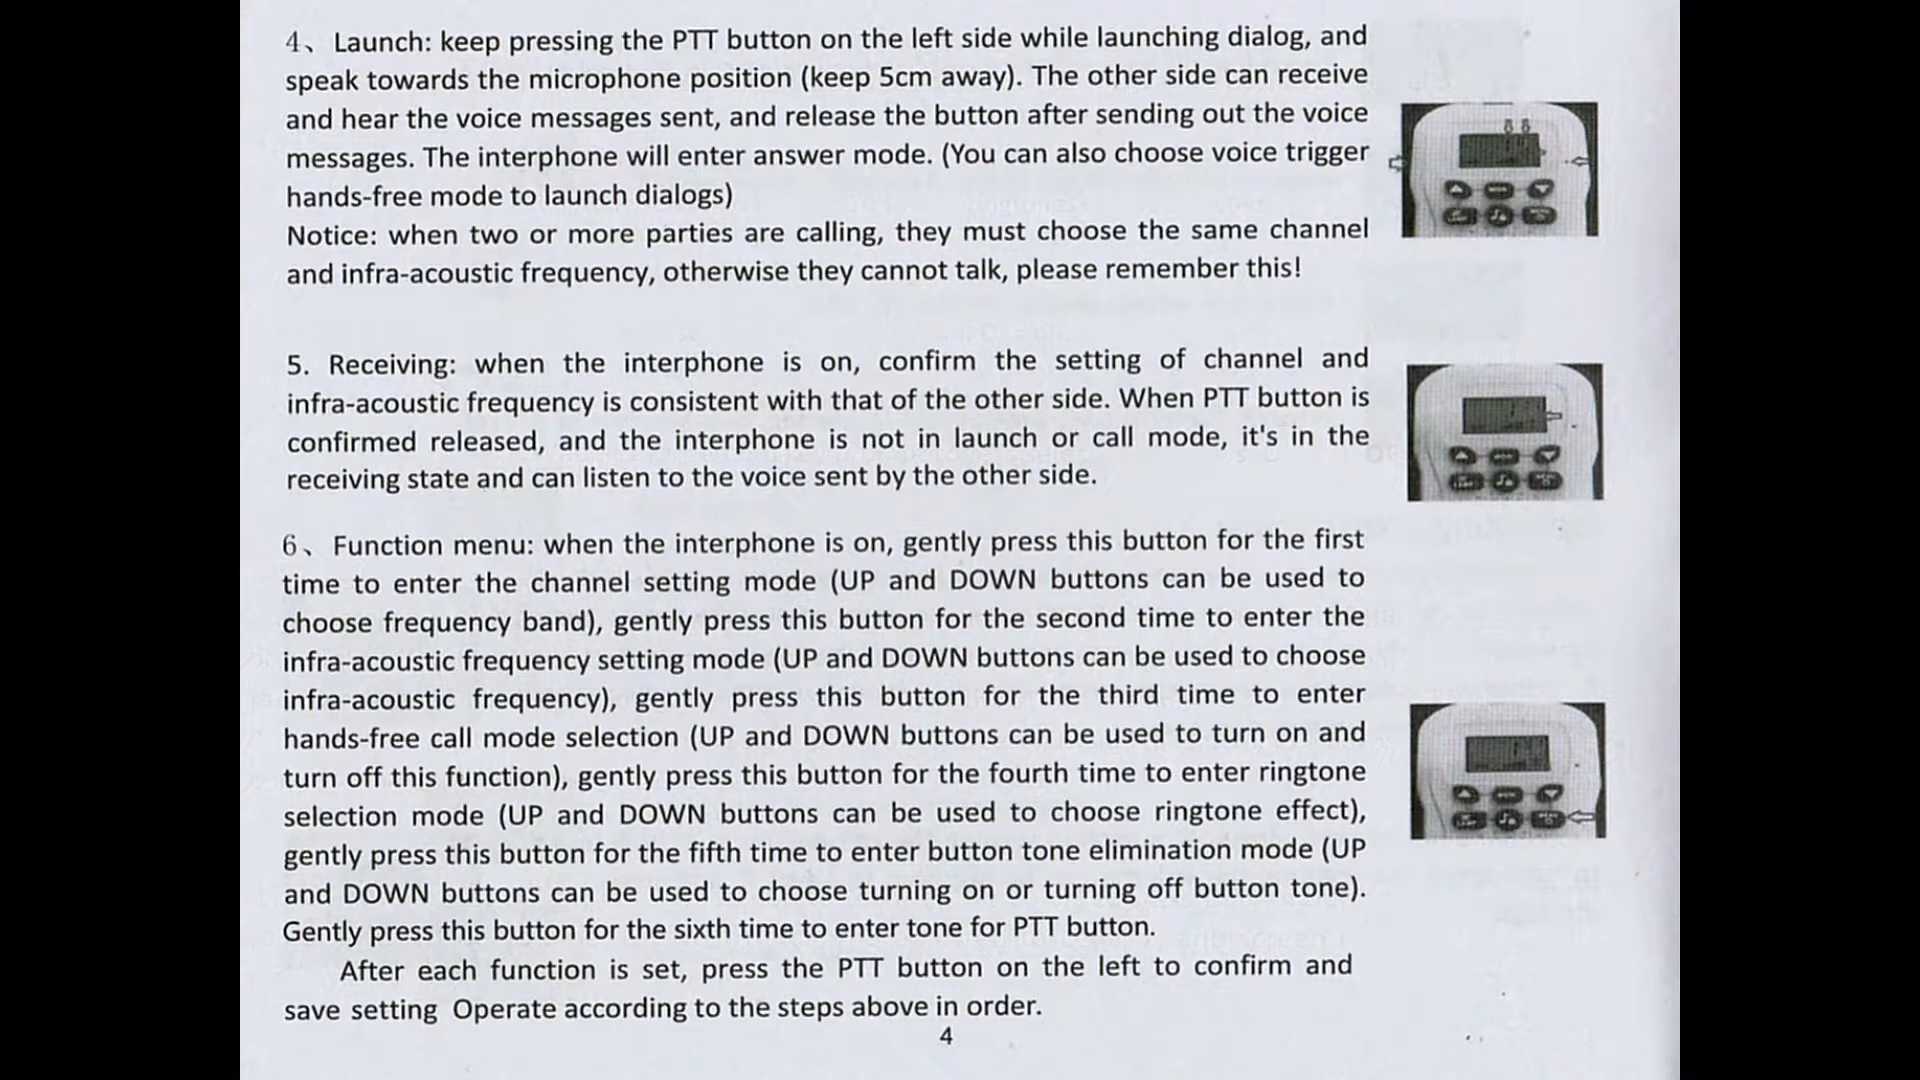 4、 Launch: keep pressing the PTT button on the left side while launching dialog, and
speak towards the microphone position (keep 5cm away). The other side can receive
and hear the voice messages sent, and release the button after sending out the voice
messages. The interphone will enter answer mode. (You can also choose voice trigger
hands-free mode to launch dialogs)
Notice: when two or more parties are calling, they must choose the same channel
and infra-acoustic frequency, otherwise they cannot talk, please remember this!
5. Receiving: when the interphone is on, confirm the setting of channel and
infra-acoustic frequency is consistent with that of the other side. When PTT button is
confirmed released, and the interphone is not in launch or call mode, it's in the
receiving state and can listen to the voice sent by the other side.
6、 Function menu: when the interphone is on, gently press this button for the first
time to enter the channel setting mode (UP and DOWN buttons can be used to
choose frequency band), gently press this button for the second time to enter the
infra-acoustic frequency setting mode (UP and DOWN buttons can be used to choose
infra-acoustic frequency), gently press this button for the third time to enter
hands-free call mode selection (UP and DOWN buttons can be used to turn on and
turn off this function), gently press this button for the fourth time to enter ringtone
selection mode (UP and DOWN buttons can be used to choose ringtone effect),
gently press this button for the fifth time to enter button tone elimination mode (UP
and DOWN buttons can be used to choose turning on or turning off button tone).
Gently press this button for the sixth time to enter tone for PTT button.
After each function is set, press the PTT button on the left to confirm and
save setting Operate according to the steps above in order.
4